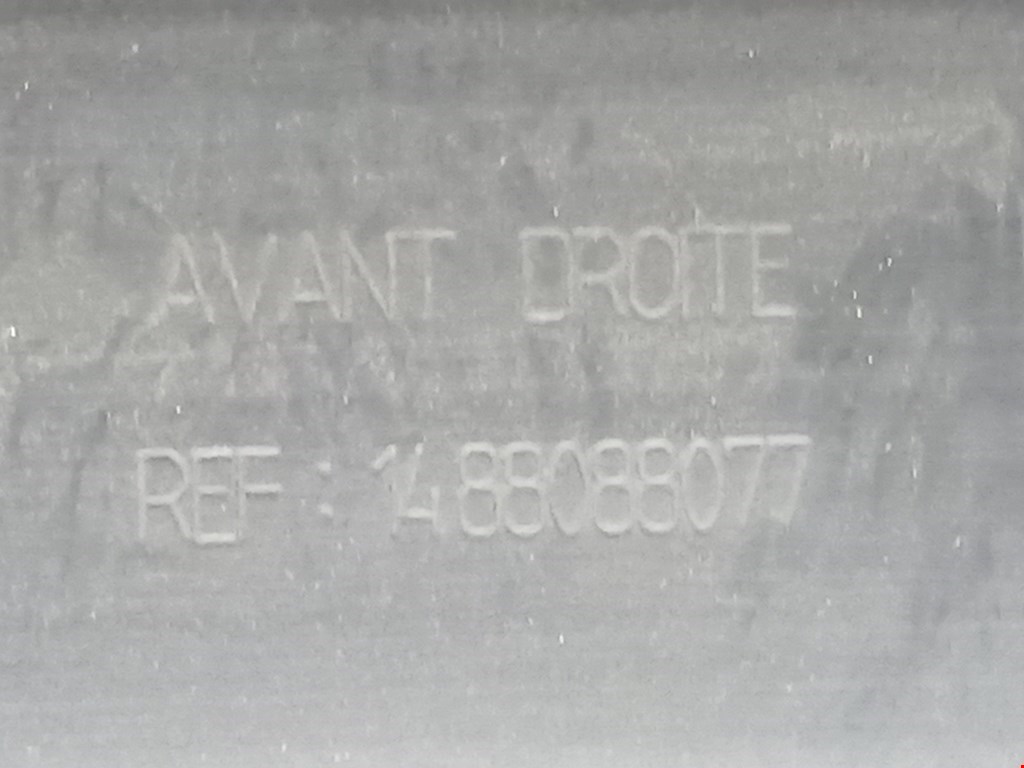 AVANT DROITE
REF : 1488088077